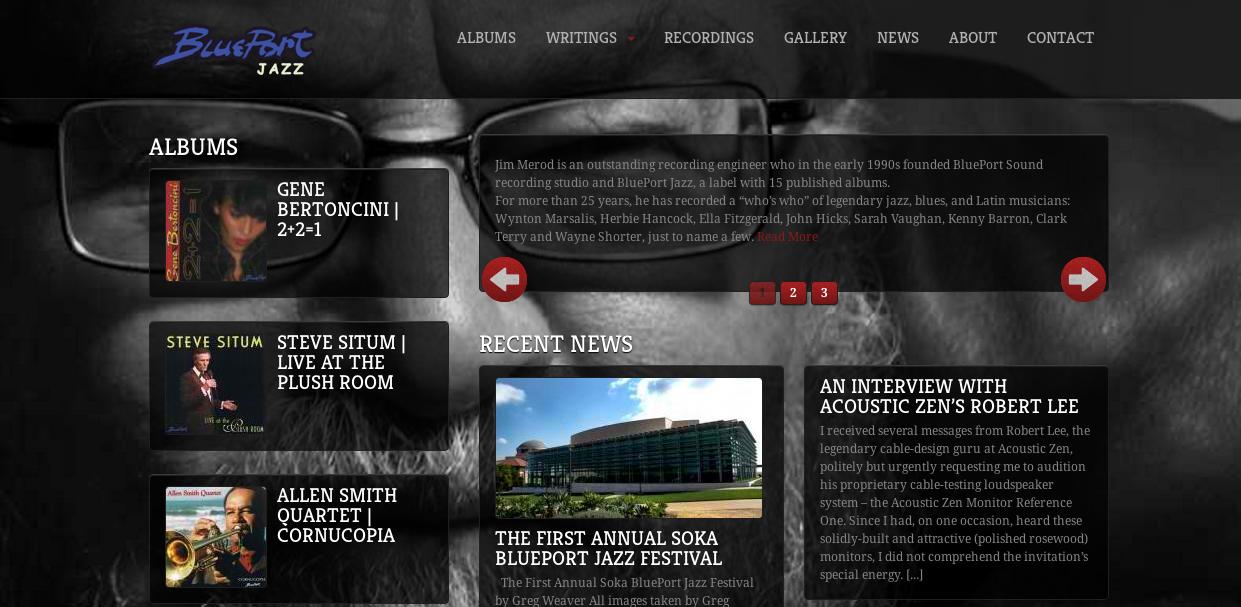 BluePort
JAZZ
ALBUMS
WRITINGS
RECORDINGS
GALLERY
NEWS
ABOUT
CONTACT
ALBUMS
Gene Bertoncini
2+2=1
BluePort
GENE
BERTONCINI |
2+2=1
STEVE SITUM
LIVE at the
PLUSH ROOM
BluePort
STEVE SITUM |
LIVE AT THE
PLUSH ROOM
Allen Smith Quartet
CORNUCOPIA
BluePort
ALLEN SMITH
QUARTET |
CORNUCOPIA
Jim Merod is an outstanding recording engineer who in the early 1990s founded BluePort Sound
recording studio and BluePort Jazz, a label with 15 published albums.
For more than 25 years, he has recorded a “who’s who” of legendary jazz, blues, and Latin musicians:
Wynton Marsalis, Herbie Hancock, Ella Fitzgerald, John Hicks, Sarah Vaughan, Kenny Barron, Clark
Terry and Wayne Shorter, just to name a few. Read More
1 2 3
RECENT NEWS
THE FIRST ANNUAL SOKA
BLUEPORT JAZZ FESTIVAL
The First Annual Soka BluePort Jazz Festival
by Greg Weaver All images taken by Greg
AN INTERVIEW WITH
ACOUSTIC ZEN’S ROBERT LEE
I received several messages from Robert Lee, the
legendary cable-design guru at Acoustic Zen,
politely but urgently requesting me to audition
his proprietary cable-testing loudspeaker
system – the Acoustic Zen Monitor Reference
One. Since I had, on one occasion, heard these
solidly-built and attractive (polished rosewood)
monitors, I did not comprehend the invitation’s
special energy. [...]